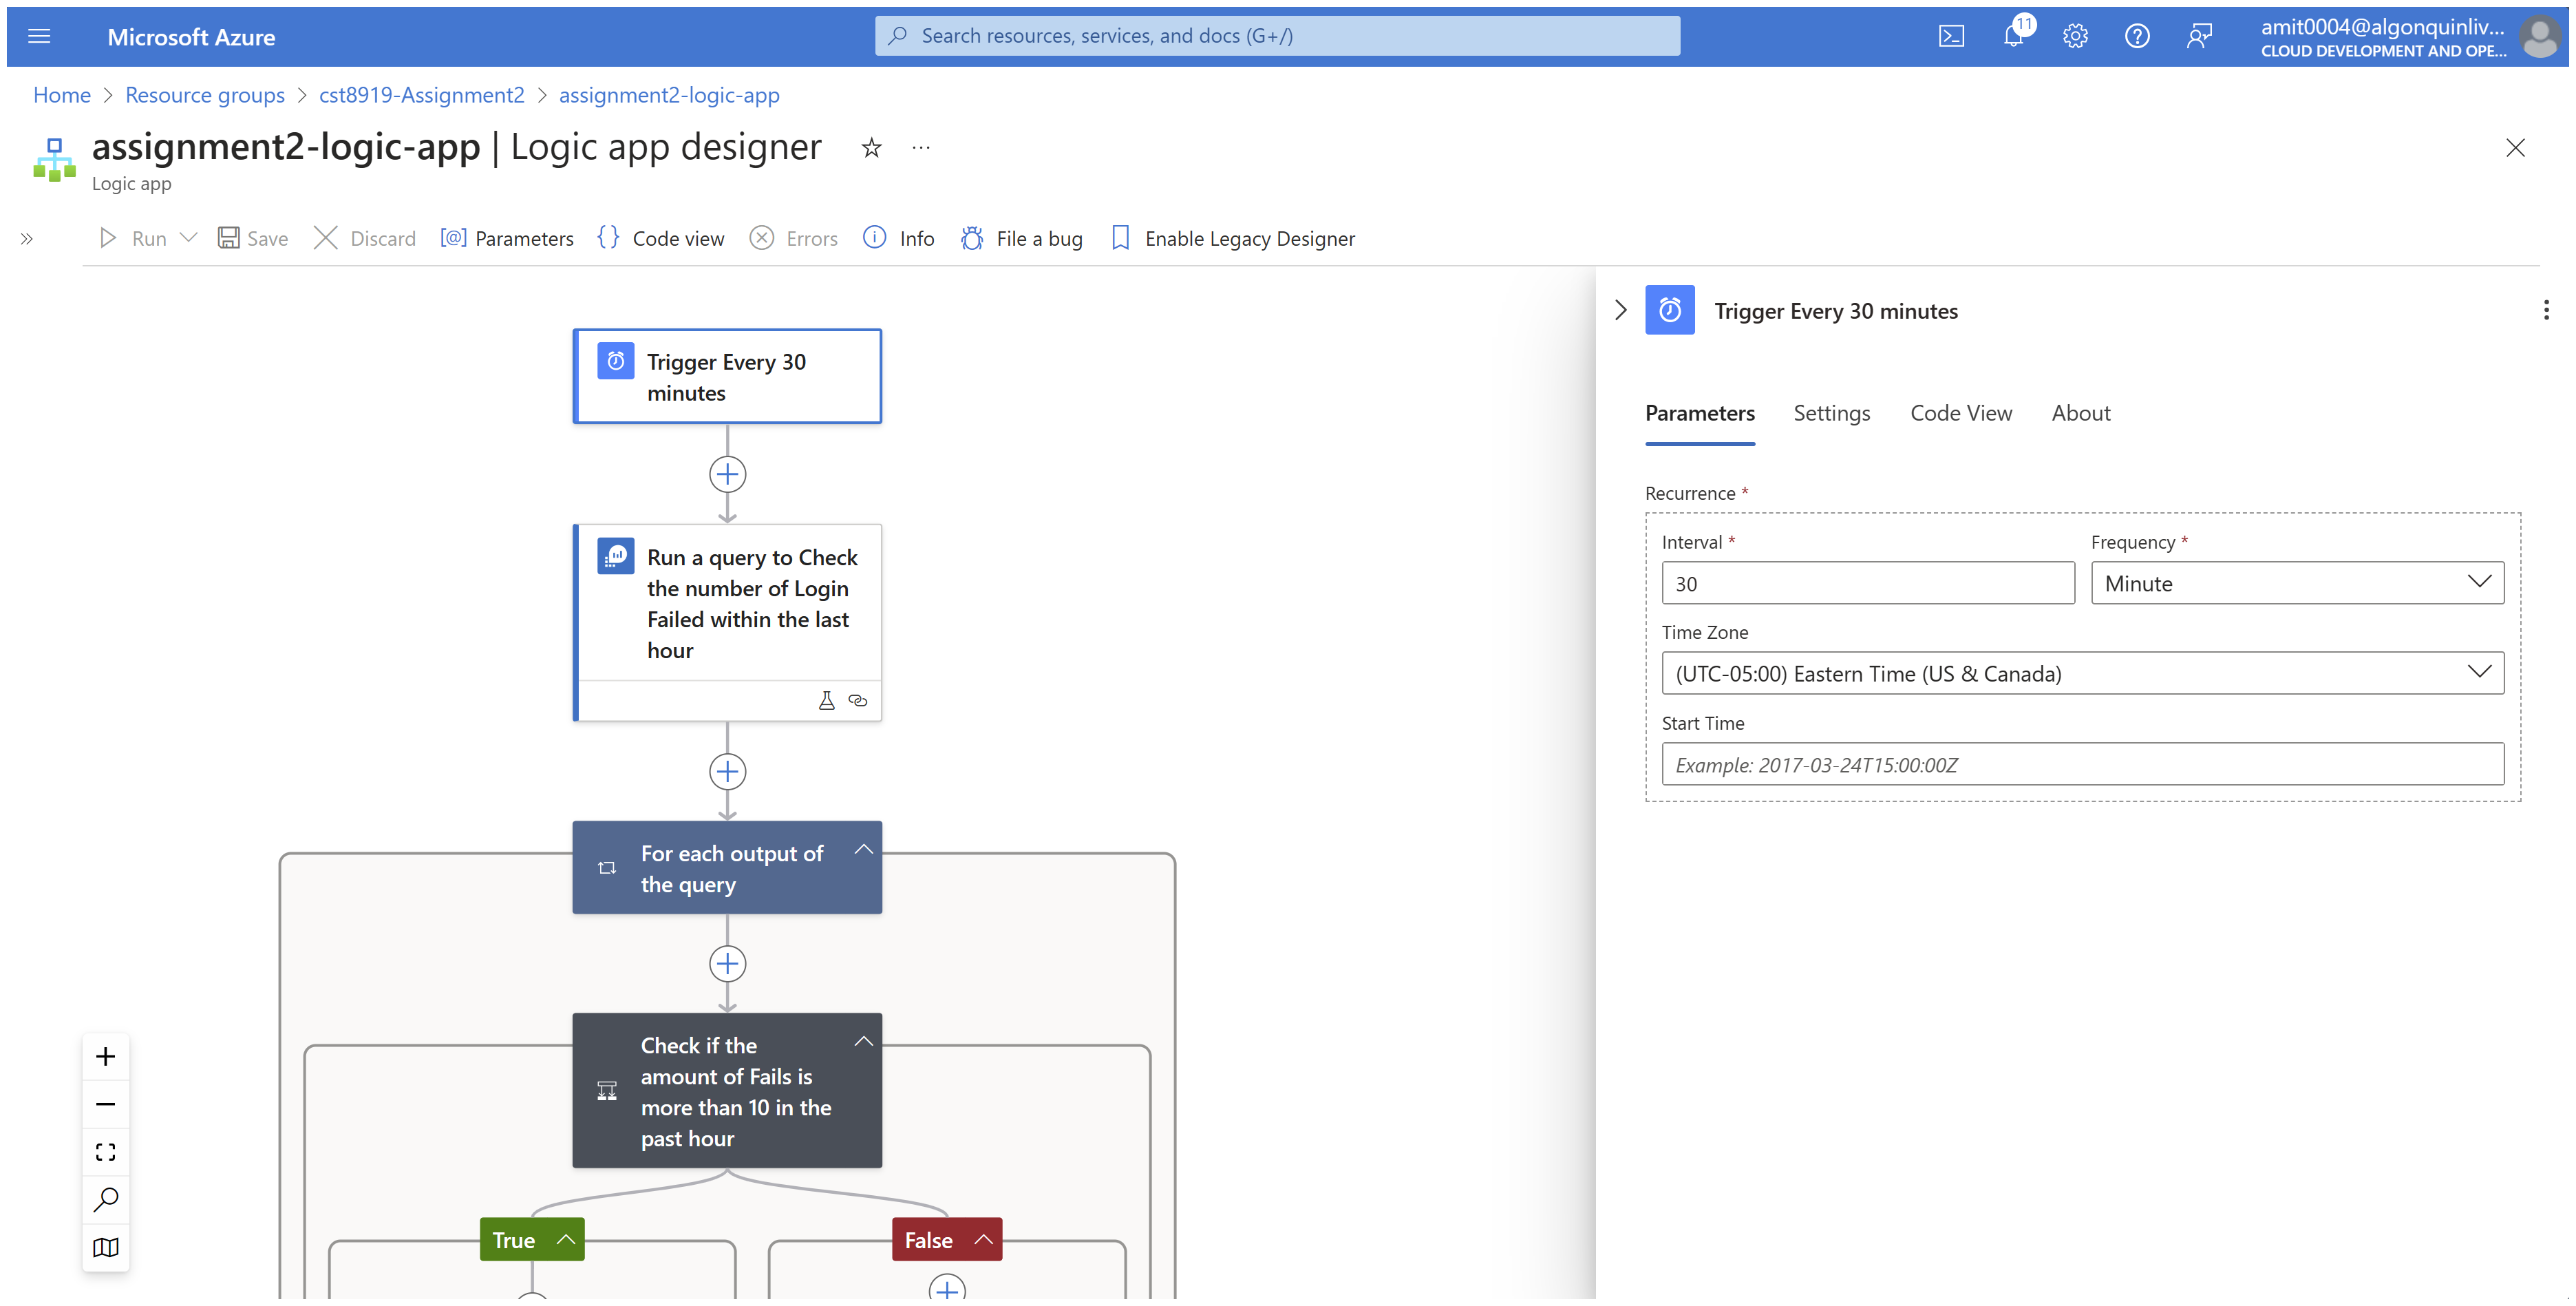 Microsoft Azure
Search resources, services, and docs (G+/)
11
amit0004@algonquinliv...
CLOUD DEVELOPMENT AND OPE...
Home > Resource groups > cst8919-Assignment2 > assignment2-logic-app
assignment2-logic-app | Logic app designer
Logic app
Run
Save
Discard
Parameters
Code view
Errors
Info
File a bug
Enable Legacy Designer
Trigger Every 30
minutes
Run a query to Check
the number of Login
Failed within the last
hour
For each output of
the query
Check if the
amount of Fails is
more than 10 in the
past hour
True
False
Trigger Every 30 minutes
Parameters
Settings
Code View
About
Recurrence *
Interval *
Frequency *
30
Minute
Time Zone
(UTC-05:00) Eastern Time (US & Canada)
Start Time
Example: 2017-03-24T15:00:00Z